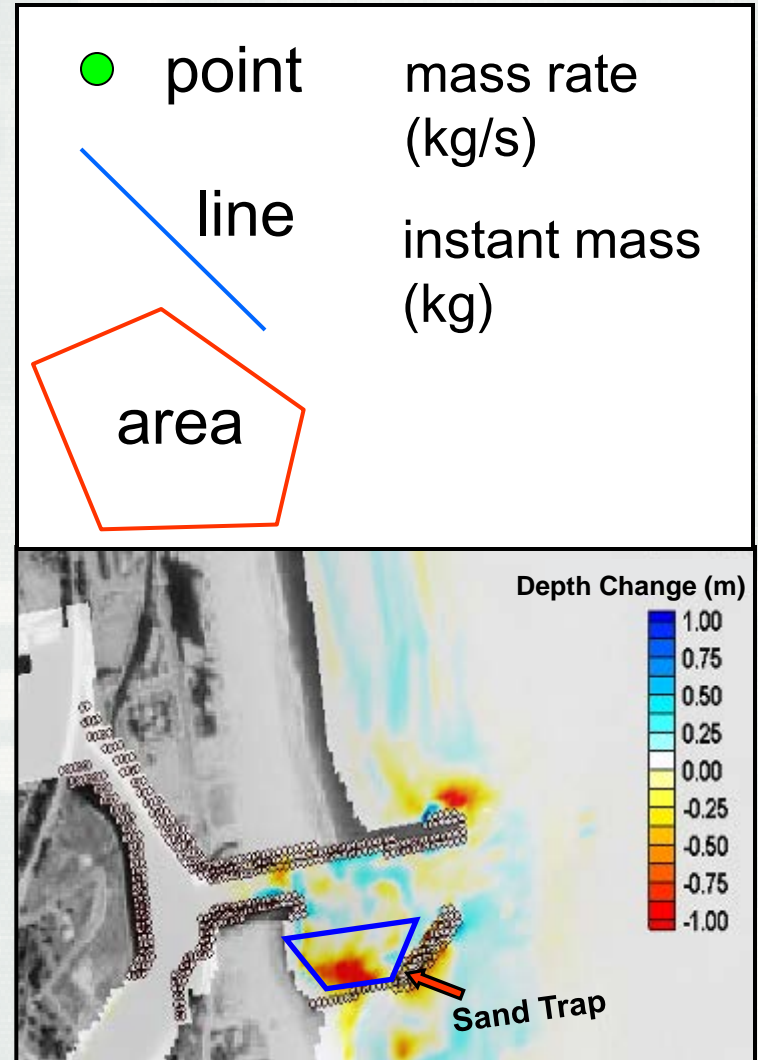 point
mass rate
(kg/s)
line
instant mass
(kg)
area
Depth Change (m)
1.00
0.75
0.50
0.25
0.00
-0.25
-0.50
-0.75
-1.00
Sand Trap